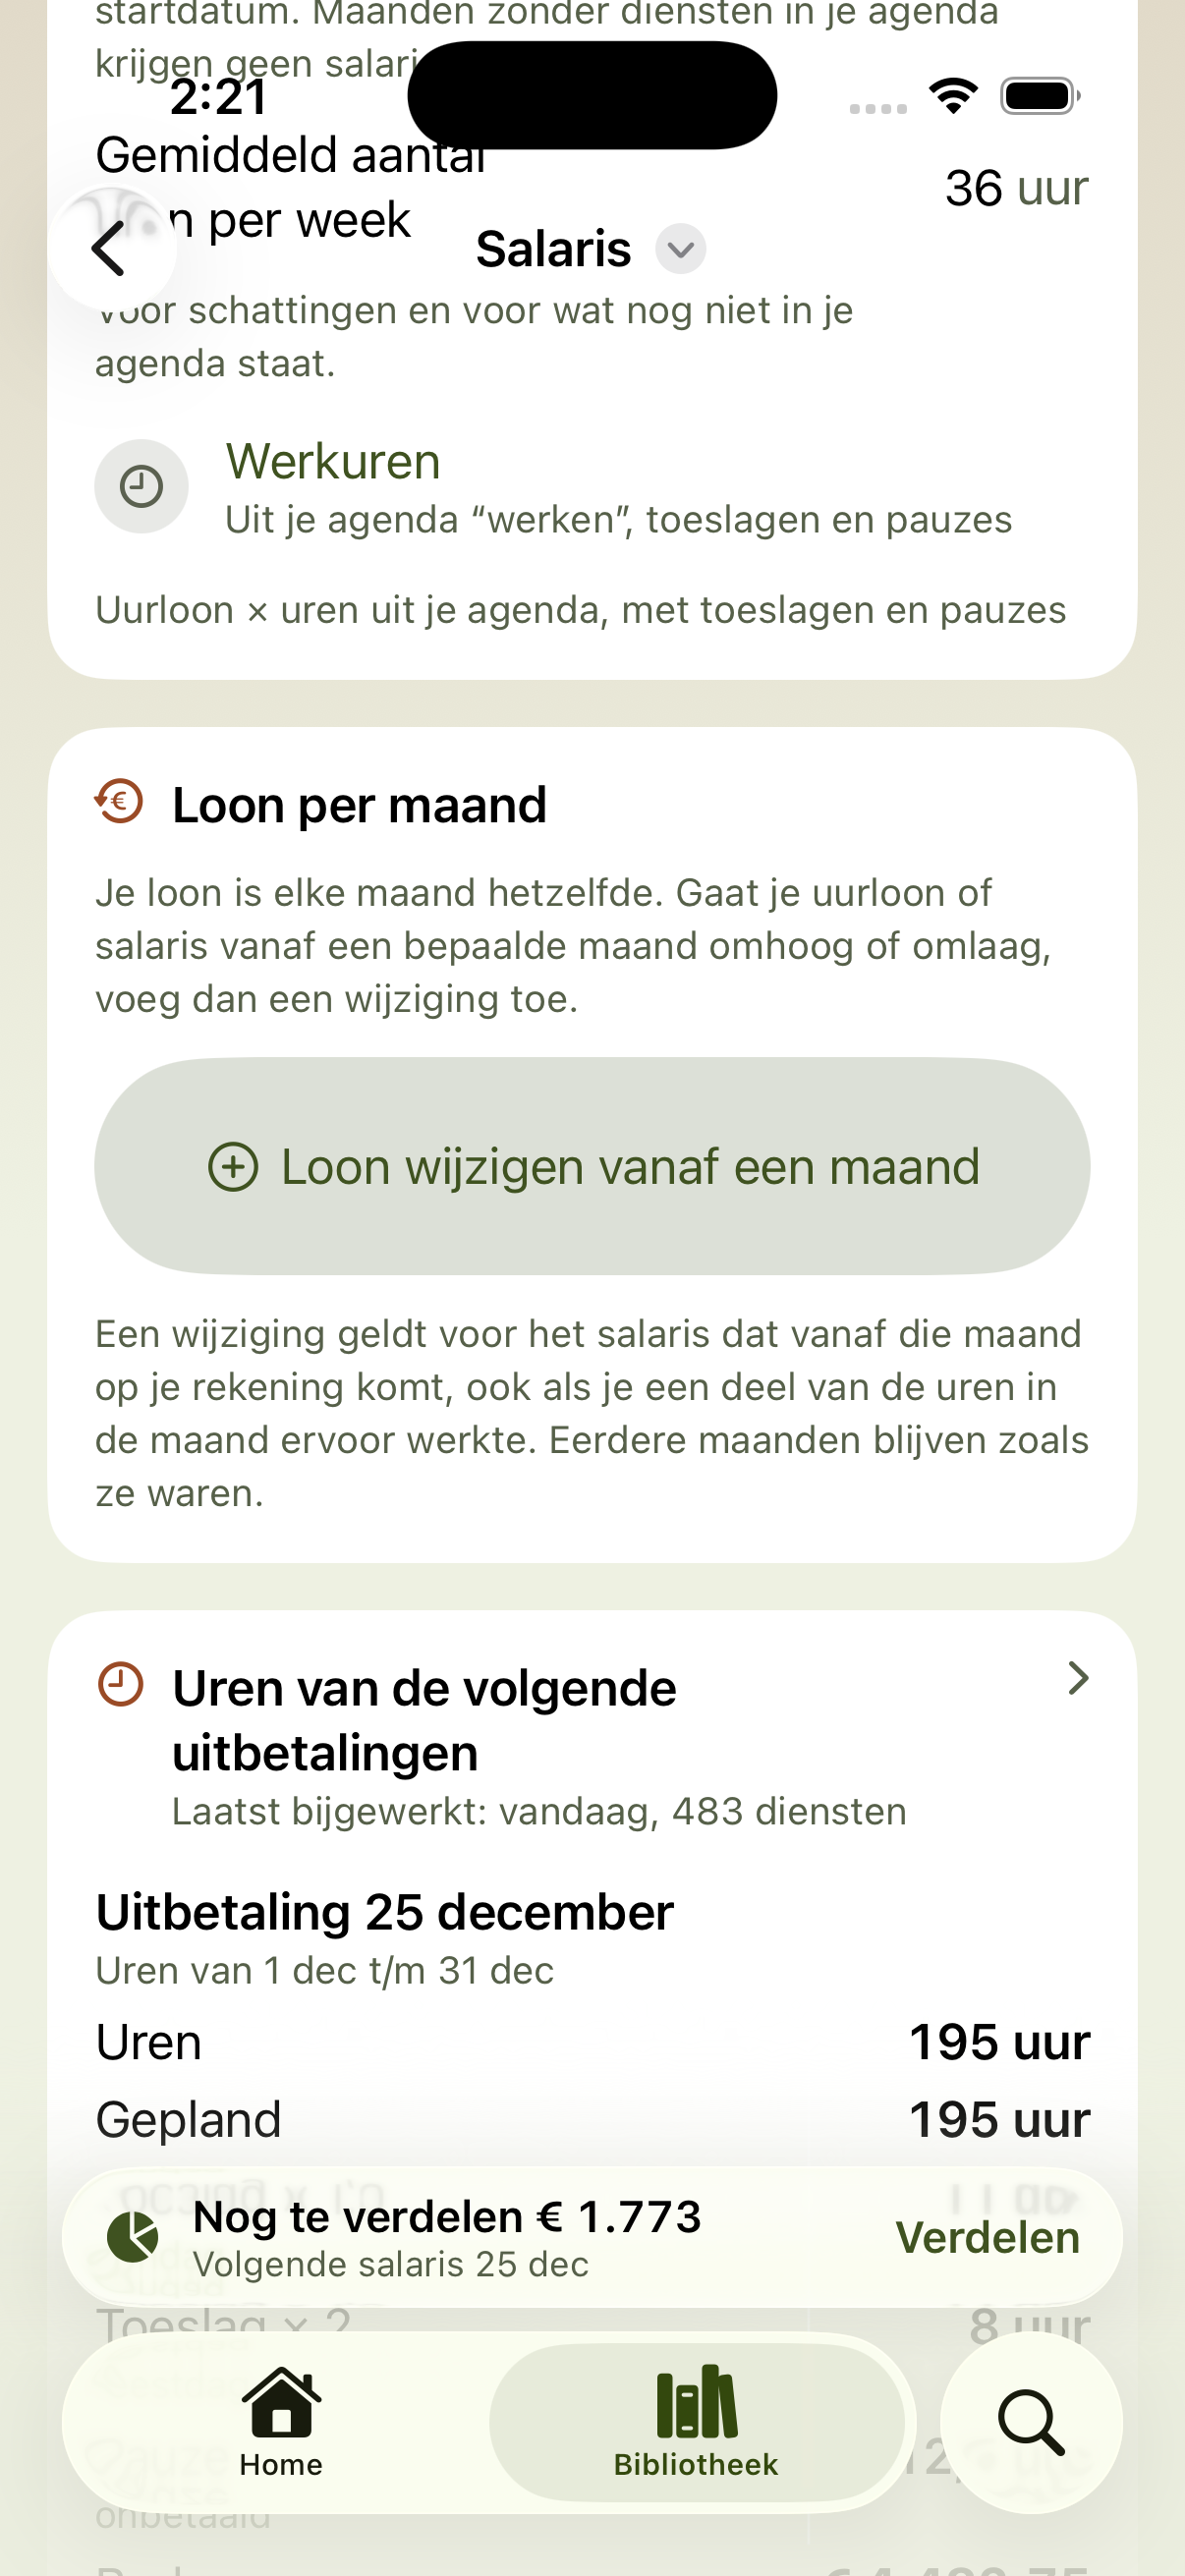 startdatum. Maanden zonder diensten in je agenda
krijgen geen salari
2:21
Gemiddeld aantal
n per week
36 uur
Salaris
Voor schattingen en voor wat nog niet in je
agenda staat.
Werkuren
Uit je agenda “werken”, toeslagen en pauzes
Uurloon × uren uit je agenda, met toeslagen en pauzes
Loon per maand
Je loon is elke maand hetzelfde. Gaat je uurloon of
salaris vanaf een bepaalde maand omhoog of omlaag,
voeg dan een wijziging toe.
Loon wijzigen vanaf een maand
Een wijziging geldt voor het salaris dat vanaf die maand
op je rekening komt, ook als je een deel van de uren in
de maand ervoor werkte. Eerdere maanden blijven zoals
ze waren.
Uren van de volgende
uitbetalingen
Laatst bijgewerkt: vandaag, 483 diensten
Uitbetaling 25 december
Uren van 1 dec t/m 31 dec
Uren 195 uur
Gepland 195 uur
Nog te verdelen € 1.773
Volgende salaris 25 dec
Verdelen
Toeslag × 2 8 uur
Home
Bibliotheek
onbetaald